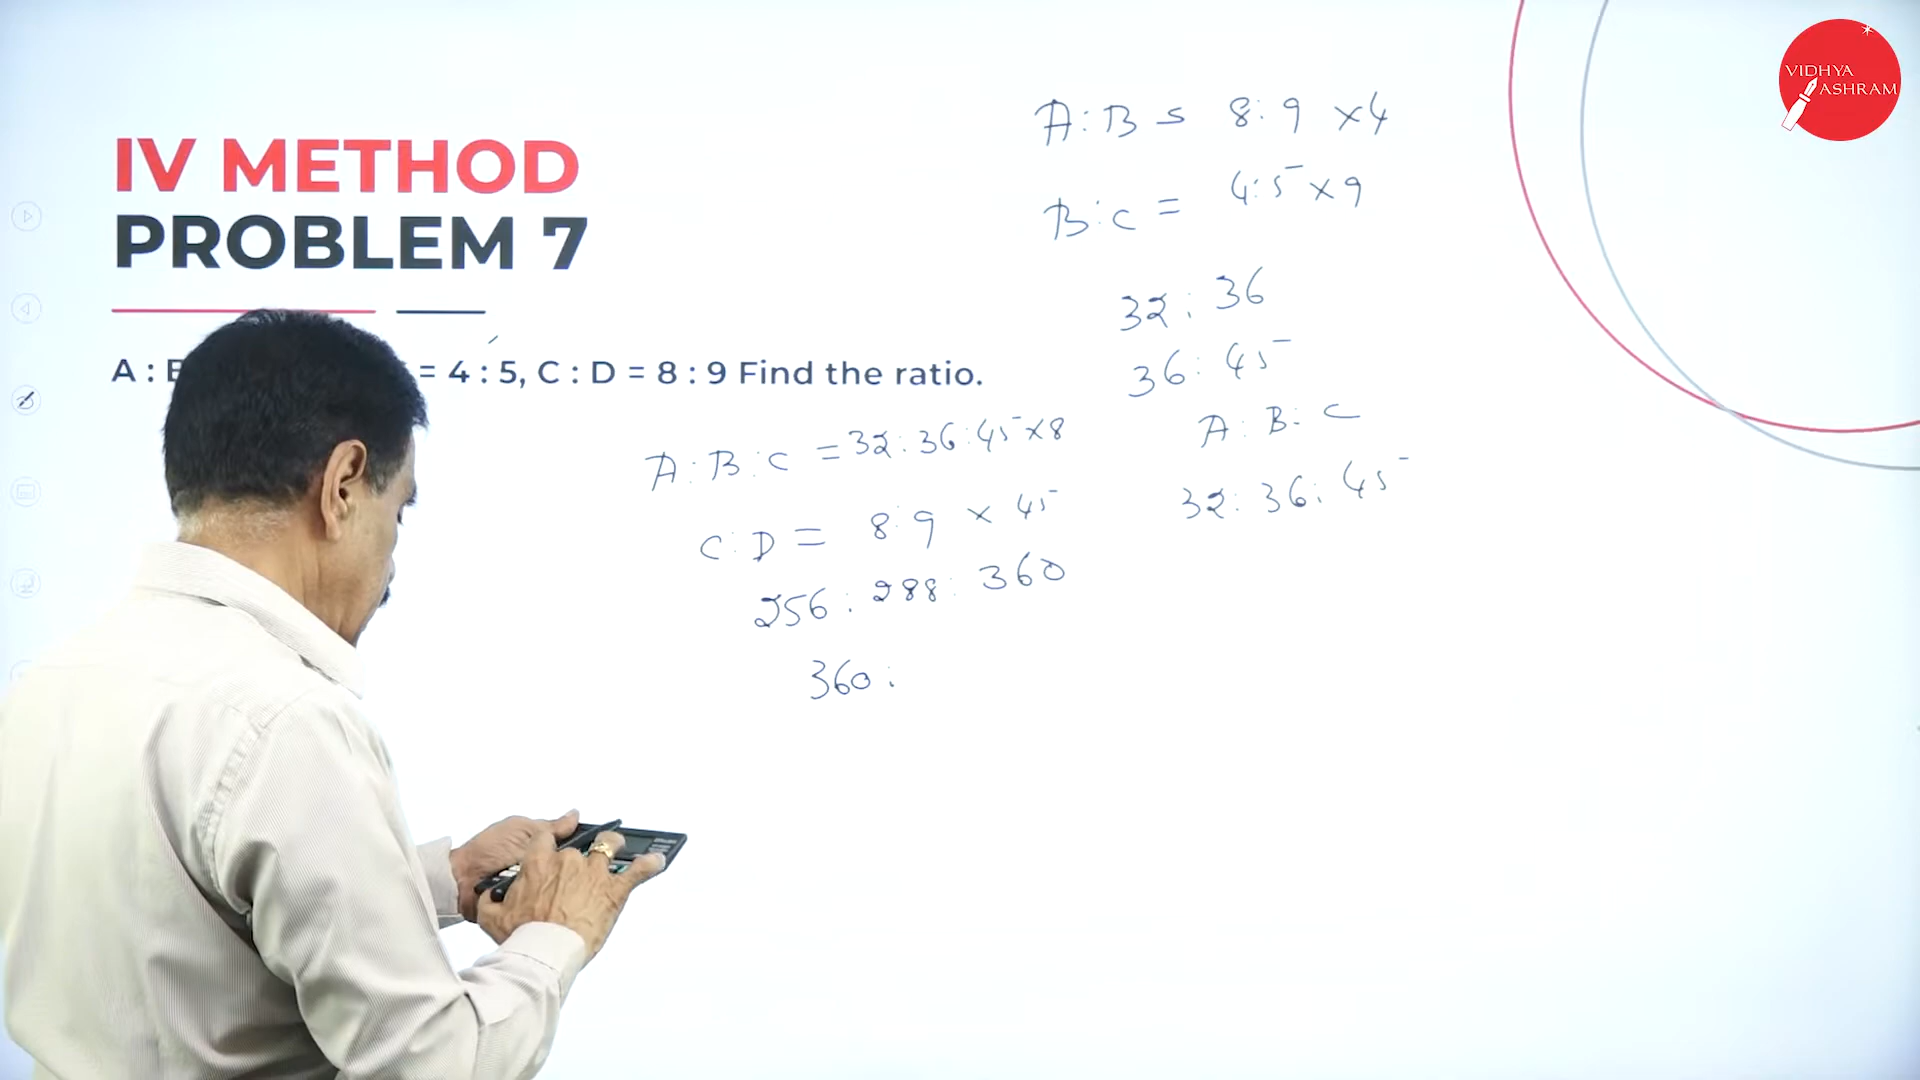 VIDHYA
ASHRAM
IV METHOD
PROBLEM 7
A : B = 4 : 5, C : D = 8 : 9 Find the ratio.
A : B = 8 : 9 × 4
B : C = 4 : 5 × 9
32 : 36
36 : 45
A : B : C
32 : 36 : 45
A : B : C = 32 : 36 : 45 × 8
C : D = 8 : 9 × 45
256 : 288 : 360
360 :